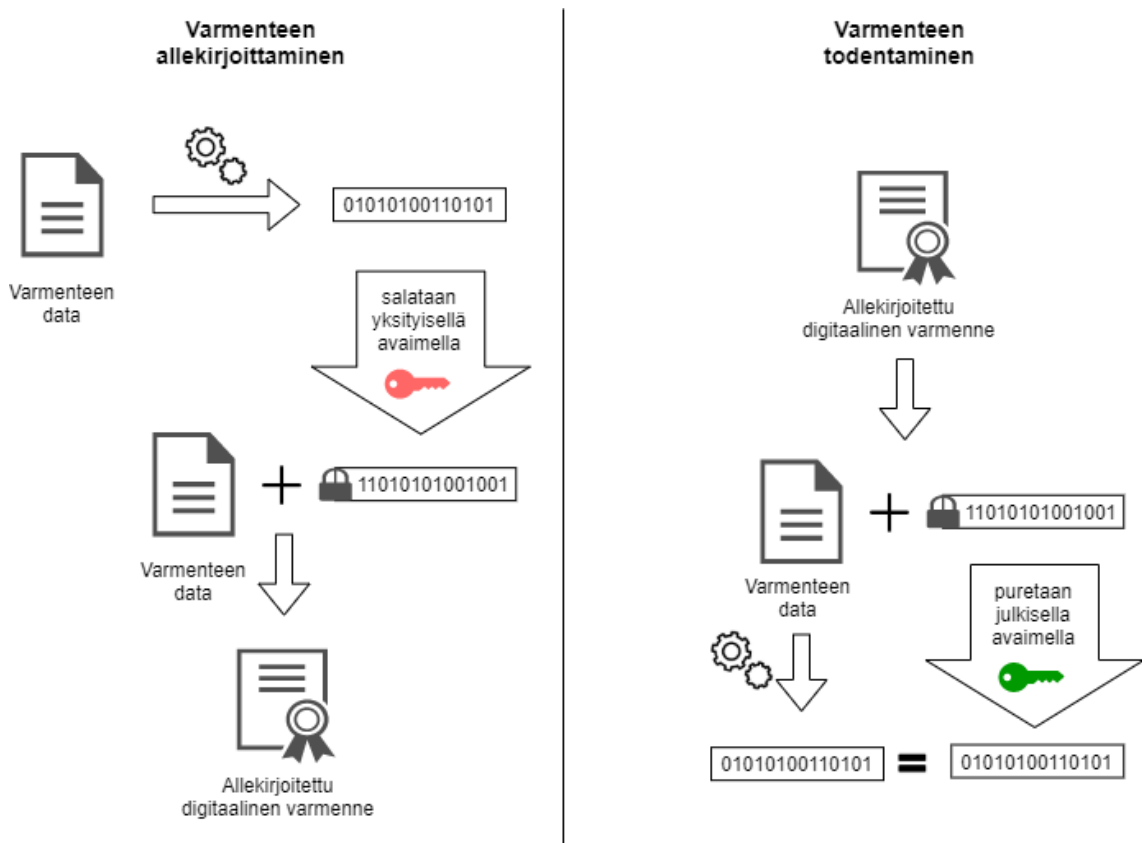 Varmenteen
allekirjoittaminen
01010100110101
Varmenteen
data
salataan
yksityisellä
avaimella
11010101001001
Varmenteen
data
Allekirjoitettu
digitaalinen varmenne
Varmenteen
todentaminen
Allekirjoitettu
digitaalinen varmenne
11010101001001
Varmenteen
data
puretaan
julkisella
avaimella
01010100110101
01010100110101